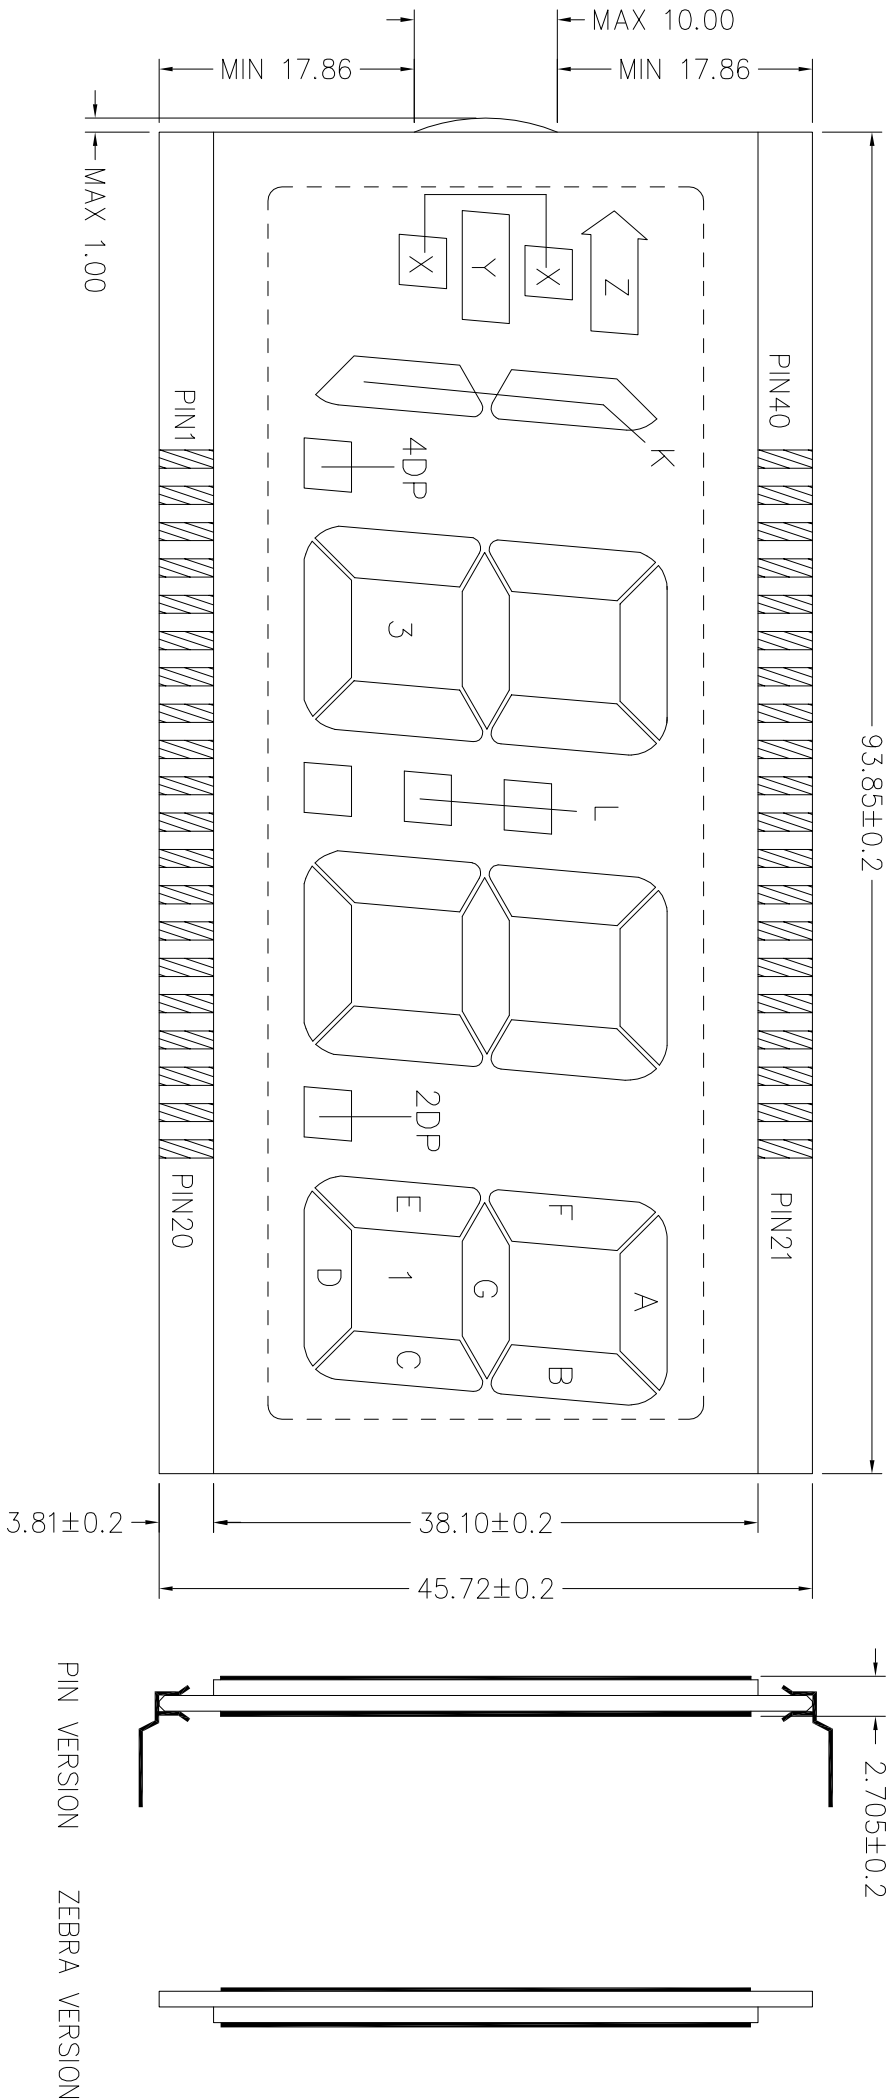 MAX 10.00
MIN 17.86
MIN 17.86
MAX 1.00
93.85±0.2
PIN40
PIN1
X
Y
X
Z
K
4DP
3
L
2DP
PIN20
PIN21
E
F
D
1
G
A
C
B
3.81±0.2
38.10±0.2
45.72±0.2
2.705±0.2
PIN VERSION
ZEBRA VERSION